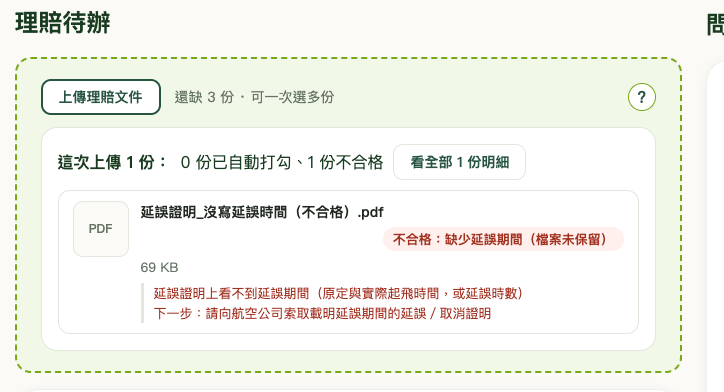 理賠待辦
上傳理賠文件 還缺 3 份・可一次選多份 ?
這次上傳 1 份： 0 份已自動打勾、1 份不合格 看全部 1 份明細
PDF 延誤證明_沒寫延誤時間（不合格）.pdf
不合格：缺少延誤期間（檔案未保留）
69 KB
延誤證明上看不到延誤期間（原定與實際起飛時間，或延誤時數）
下一步：請向航空公司索取載明延誤期間的延誤 / 取消證明